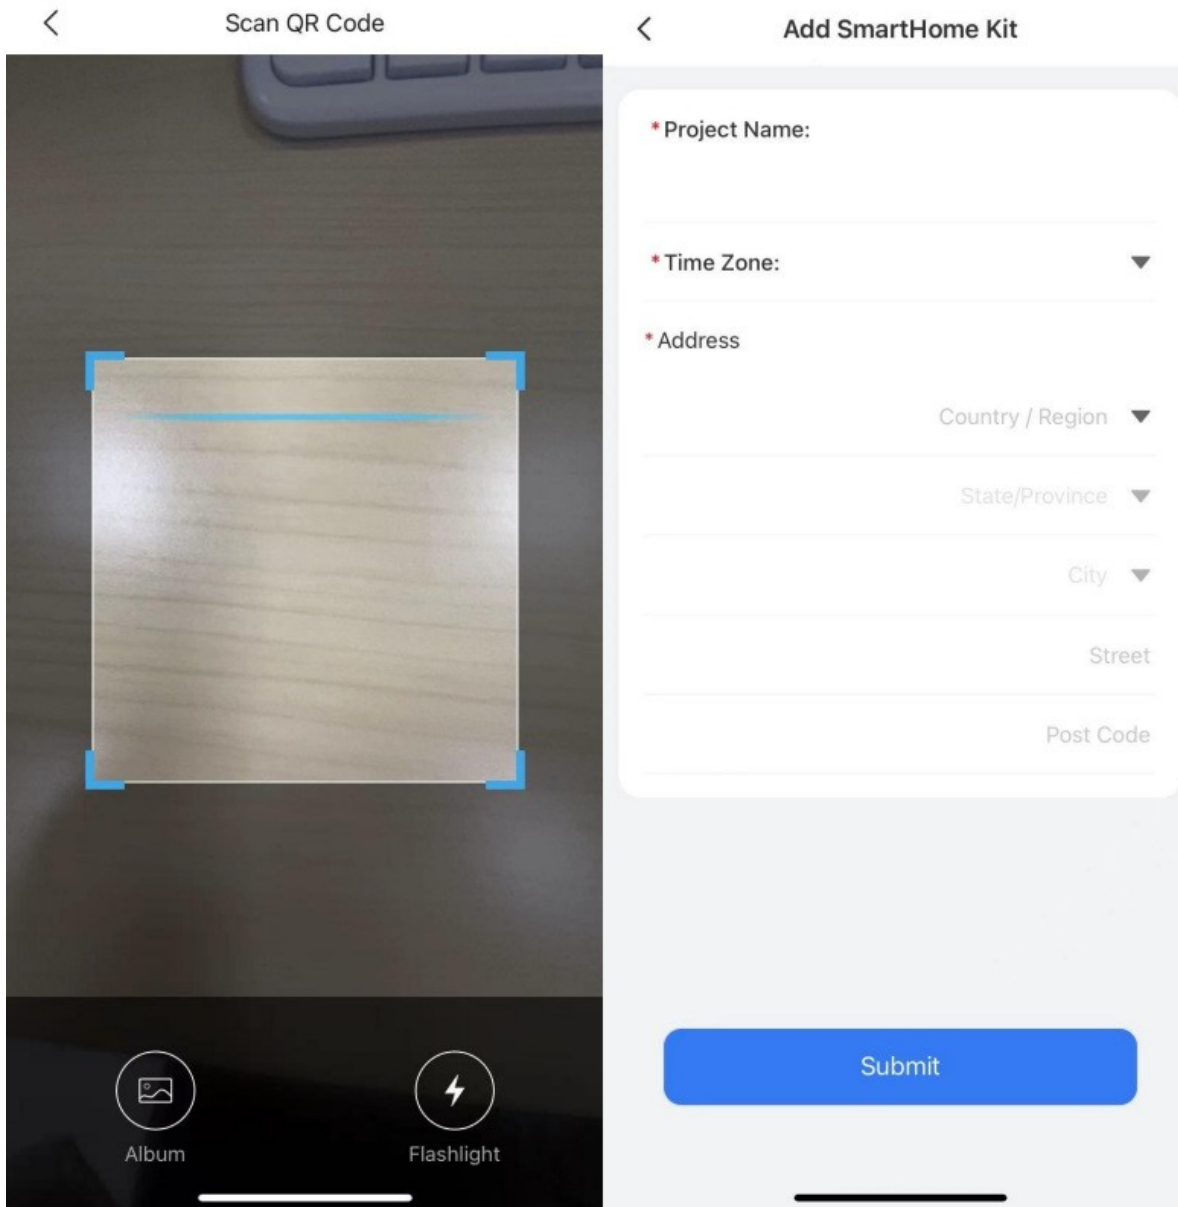 Scan QR Code
Album
Flashlight
Add SmartHome Kit
* Project Name:
* Time Zone:
* Address
Country / Region
State/Province
City
Street
Post Code
Submit